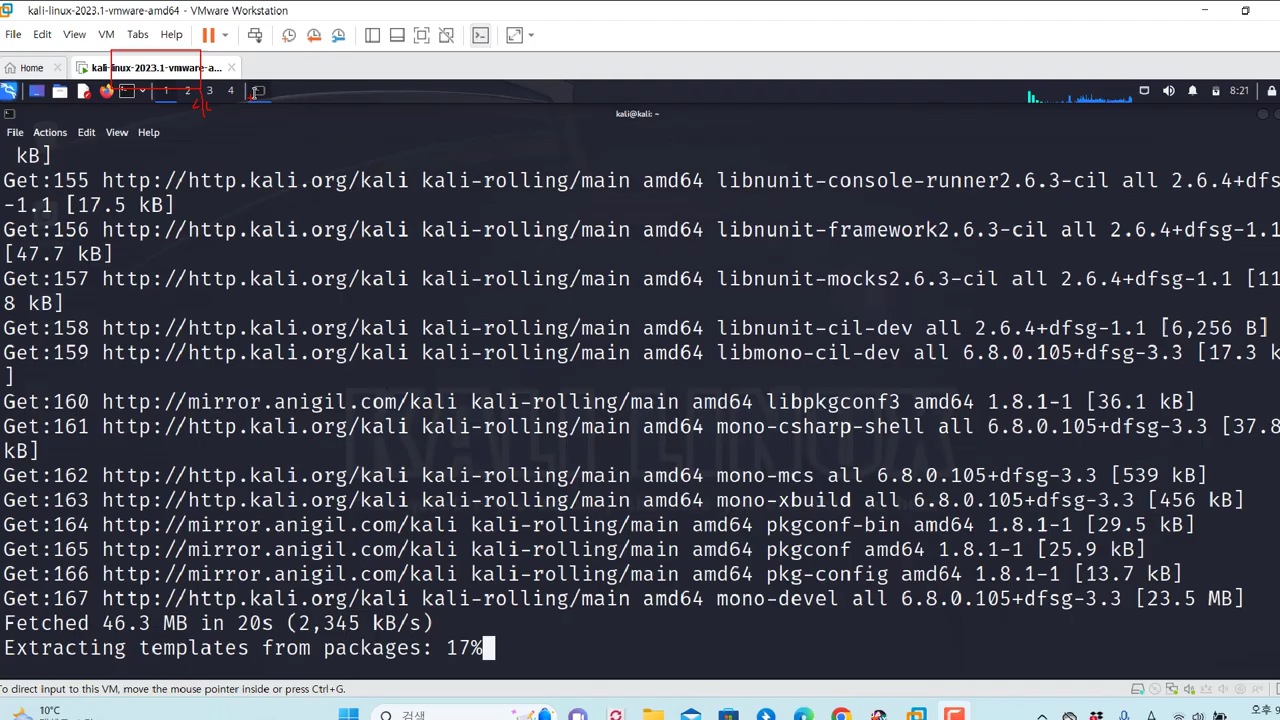 kali-linux-2023.1-vmware-amd64 - VMware Workstation
File Edit View VM Tabs Help
Home kali-linux-2023.1-vmware-a...
1 2 3 4 8:21
kali@kali: ~
File Actions Edit View Help
kB]
Get:155 http://http.kali.org/kali kali-rolling/main amd64 libnunit-console-runner2.6.3-cil all 2.6.4+dfs
-1.1 [17.5 kB]
Get:156 http://http.kali.org/kali kali-rolling/main amd64 libnunit-framework2.6.3-cil all 2.6.4+dfsg-1.1
[47.7 kB]
Get:157 http://http.kali.org/kali kali-rolling/main amd64 libnunit-mocks2.6.3-cil all 2.6.4+dfsg-1.1 [11
8 kB]
Get:158 http://http.kali.org/kali kali-rolling/main amd64 libnunit-cil-dev all 2.6.4+dfsg-1.1 [6,256 B]
Get:159 http://http.kali.org/kali kali-rolling/main amd64 libmono-cil-dev all 6.8.0.105+dfsg-3.3 [17.3 k
]
Get:160 http://mirror.anigil.com/kali kali-rolling/main amd64 libpkgconf3 amd64 1.8.1-1 [36.1 kB]
Get:161 http://http.kali.org/kali kali-rolling/main amd64 mono-csharp-shell all 6.8.0.105+dfsg-3.3 [37.8
kB]
Get:162 http://http.kali.org/kali kali-rolling/main amd64 mono-mcs all 6.8.0.105+dfsg-3.3 [539 kB]
Get:163 http://http.kali.org/kali kali-rolling/main amd64 mono-xbuild all 6.8.0.105+dfsg-3.3 [456 kB]
Get:164 http://mirror.anigil.com/kali kali-rolling/main amd64 pkgconf-bin amd64 1.8.1-1 [29.5 kB]
Get:165 http://mirror.anigil.com/kali kali-rolling/main amd64 pkgconf amd64 1.8.1-1 [25.9 kB]
Get:166 http://mirror.anigil.com/kali kali-rolling/main amd64 pkg-config amd64 1.8.1-1 [13.7 kB]
Get:167 http://http.kali.org/kali kali-rolling/main amd64 mono-devel all 6.8.0.105+dfsg-3.3 [23.5 MB]
Fetched 46.3 MB in 20s (2,345 kB/s)
Extracting templates from packages: 17%
To direct input to this VM, move the mouse pointer inside or press Ctrl+G.
10°C
검색
오후 9